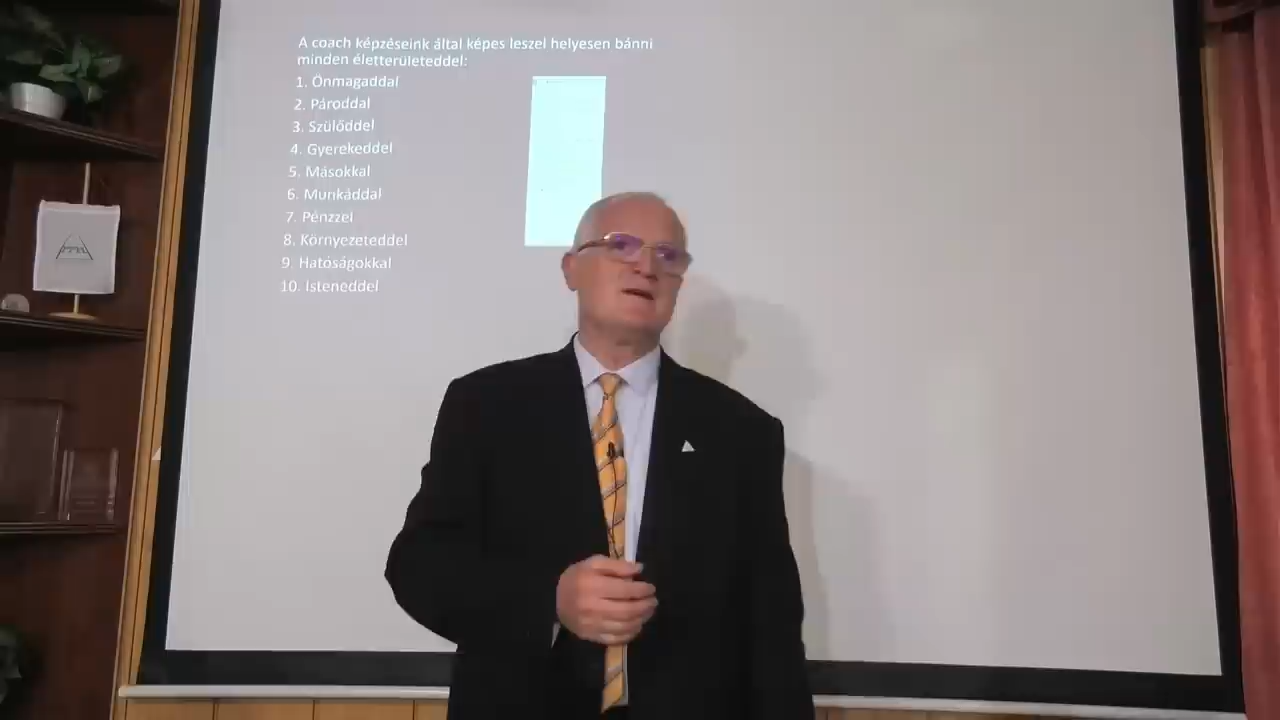 A coach képzéseink által képes leszel helyesen bánni
minden életterületeddel:
1. Önmagaddal
2. Pároddal
3. Szülőddel
4. Gyerekeddel
5. Másokkal
6. Munkáddal
7. Pénzzel
8. Környezeteddel
9. Hatóságokkal
10. Isteneddel